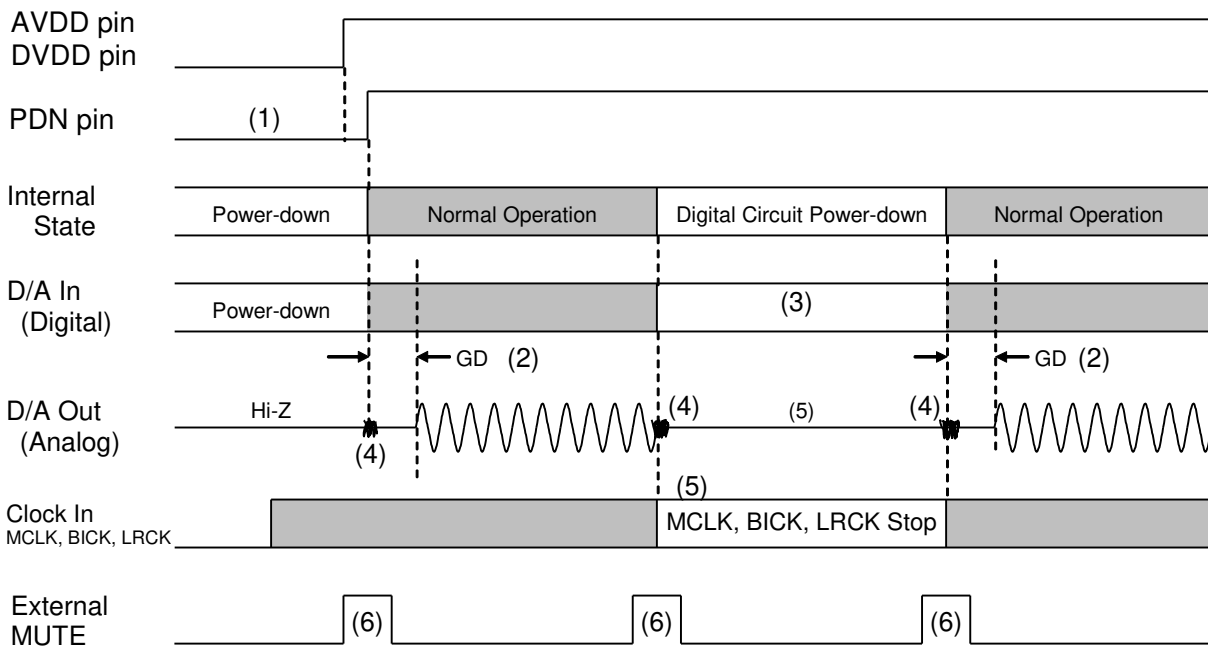 AVDD pin
DVDD pin
PDN pin
(1)
Internal
State
Power-down
Normal Operation
Digital Circuit Power-down
Normal Operation
D/A In
(Digital)
Power-down
(3)
GD (2)
GD (2)
D/A Out
(Analog)
Hi-Z
(4)
(4)
(5)
(4)
Clock In
MCLK, BICK, LRCK
(5)
MCLK, BICK, LRCK Stop
External
MUTE
(6)
(6)
(6)